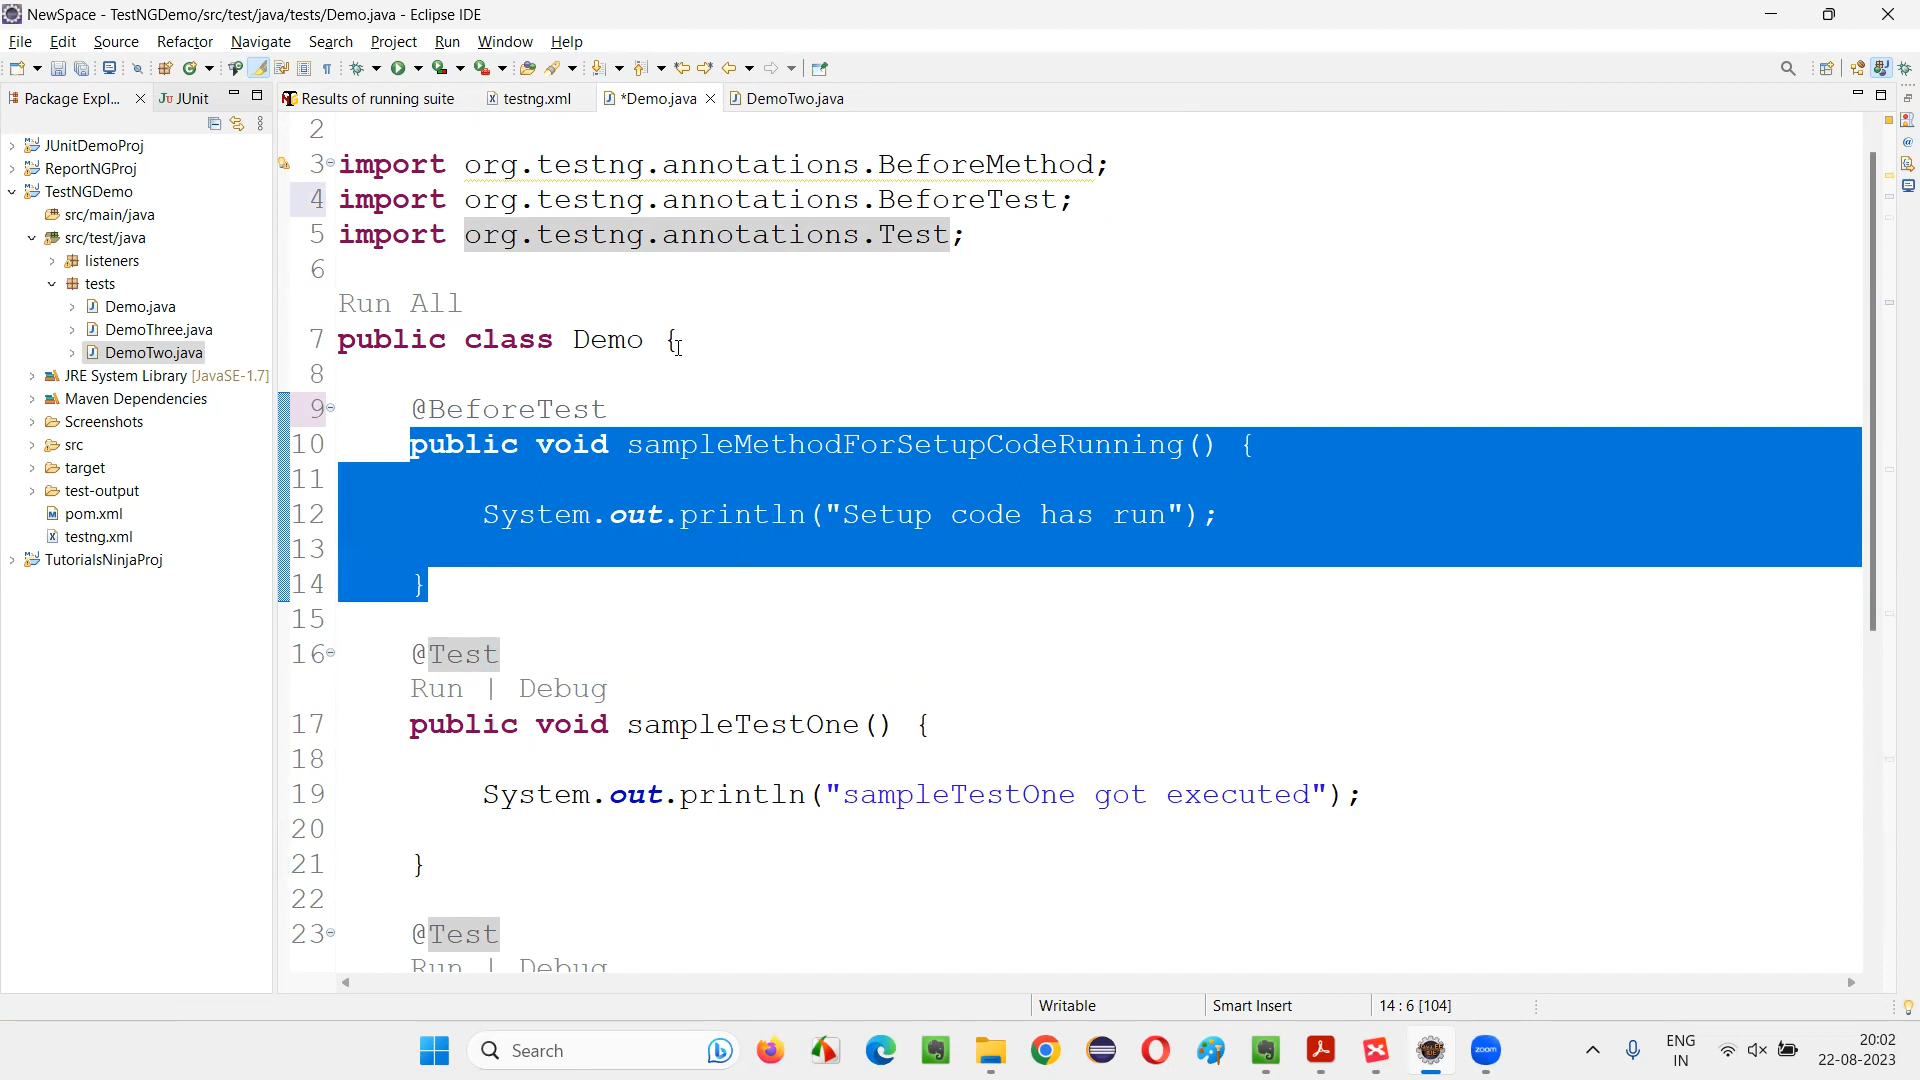 NewSpace - TestNGDemo/src/test/java/tests/Demo.java - Eclipse IDE
File Edit Source Refactor Navigate Search Project Run Window Help
Package Expl... JUnit
Results of running suite testng.xml *Demo.java DemoTwo.java
JUnitDemoProj
ReportNGProj
TestNGDemo
src/main/java
src/test/java
listeners
tests
Demo.java
DemoThree.java
DemoTwo.java
JRE System Library [JavaSE-1.7]
Maven Dependencies
Screenshots
src
target
test-output
pom.xml
testng.xml
TutorialsNinjaProj
2
3 import org.testng.annotations.BeforeMethod;
4 import org.testng.annotations.BeforeTest;
5 import org.testng.annotations.Test;
6
Run All
7 public class Demo {
8
9 @BeforeTest
10 public void sampleMethodForSetupCodeRunning() {
11
12 System.out.println("Setup code has run");
13
14 }
15
16 @Test
Run | Debug
17 public void sampleTestOne() {
18
19 System.out.println("sampleTestOne got executed");
20
21 }
22
23 @Test
Run | Debug
Writable Smart Insert 14 : 6 [104]
Search
zoom
ENG
IN
20:02
22-08-2023